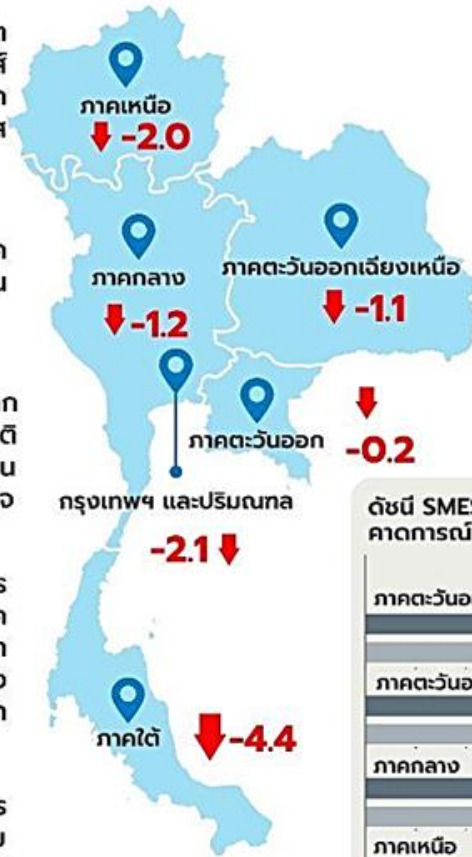 ภาคเหนือ
-2.0
ภาคกลาง
-1.2
ภาคตะวันออกเฉียงเหนือ
-1.1
ภาคตะวันออก
-0.2
กรุงเทพฯ และปริมณฑล
-2.1
ภาคใต้
-4.4
ดัชนี SMES
คาดการณ์
ภาคตะวันอ
ภาคตะวันอ
ภาคกลาง
ภาคเหนือ